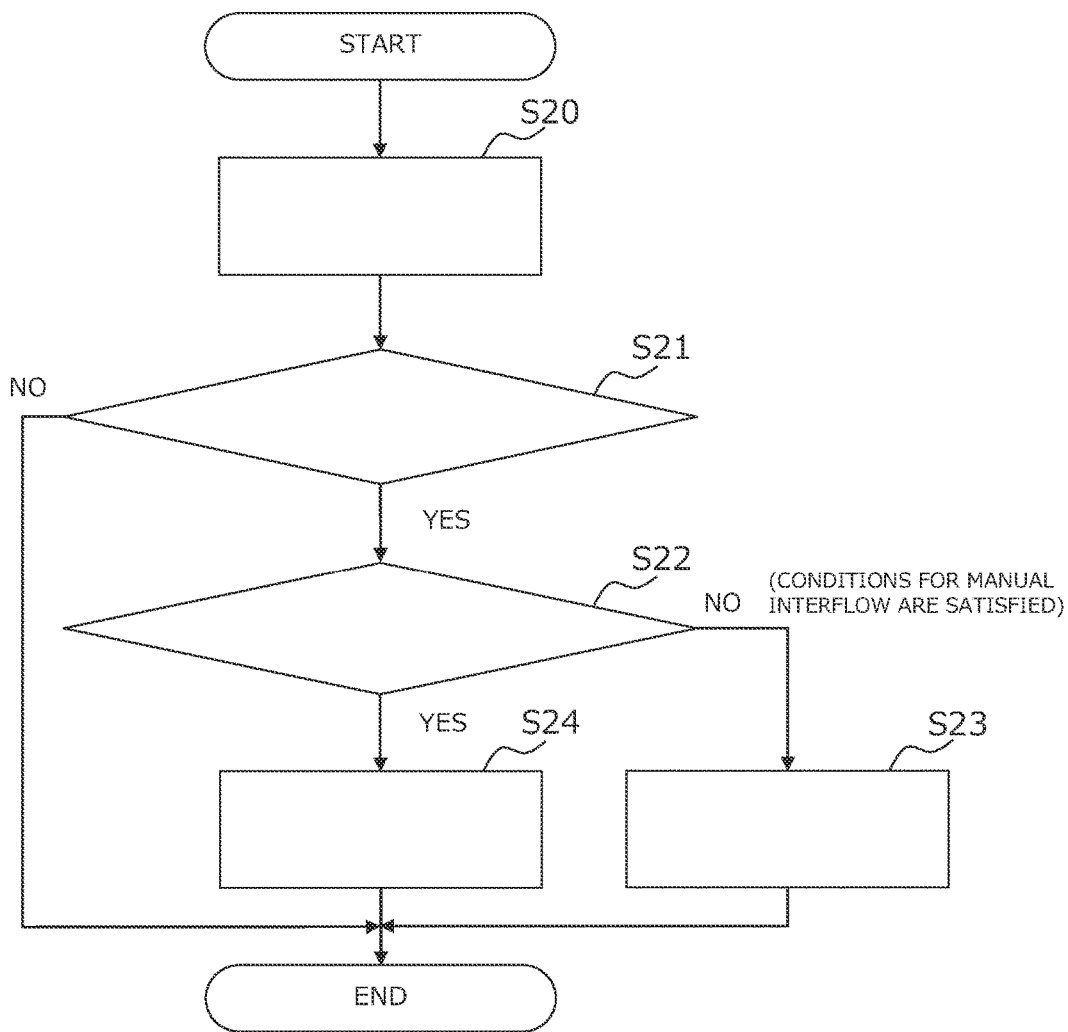 START
S20
S21
NO
YES
S22
NO
(CONDITIONS FOR MANUAL
INTERFLOW ARE SATISFIED)
YES
S24
S23
END